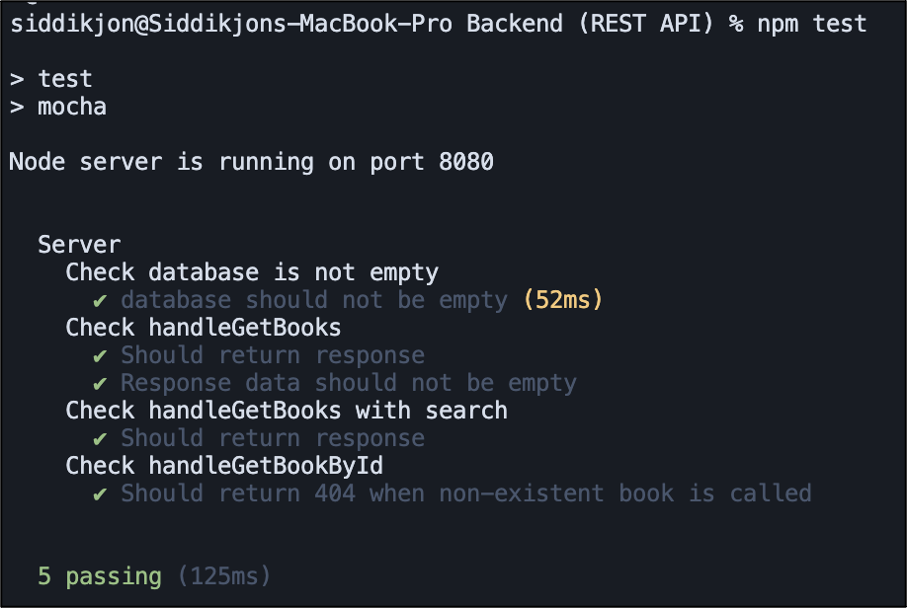 siddikjon@Siddikjons-MacBook-Pro Backend (REST API) % npm test
> test
> mocha
Node server is running on port 8080
Server
Check database is not empty
✔ database should not be empty (52ms)
Check handleGetBooks
✔ Should return response
✔ Response data should not be empty
Check handleGetBooks with search
✔ Should return response
Check handleGetBookById
✔ Should return 404 when non-existent book is called
5 passing (125ms)